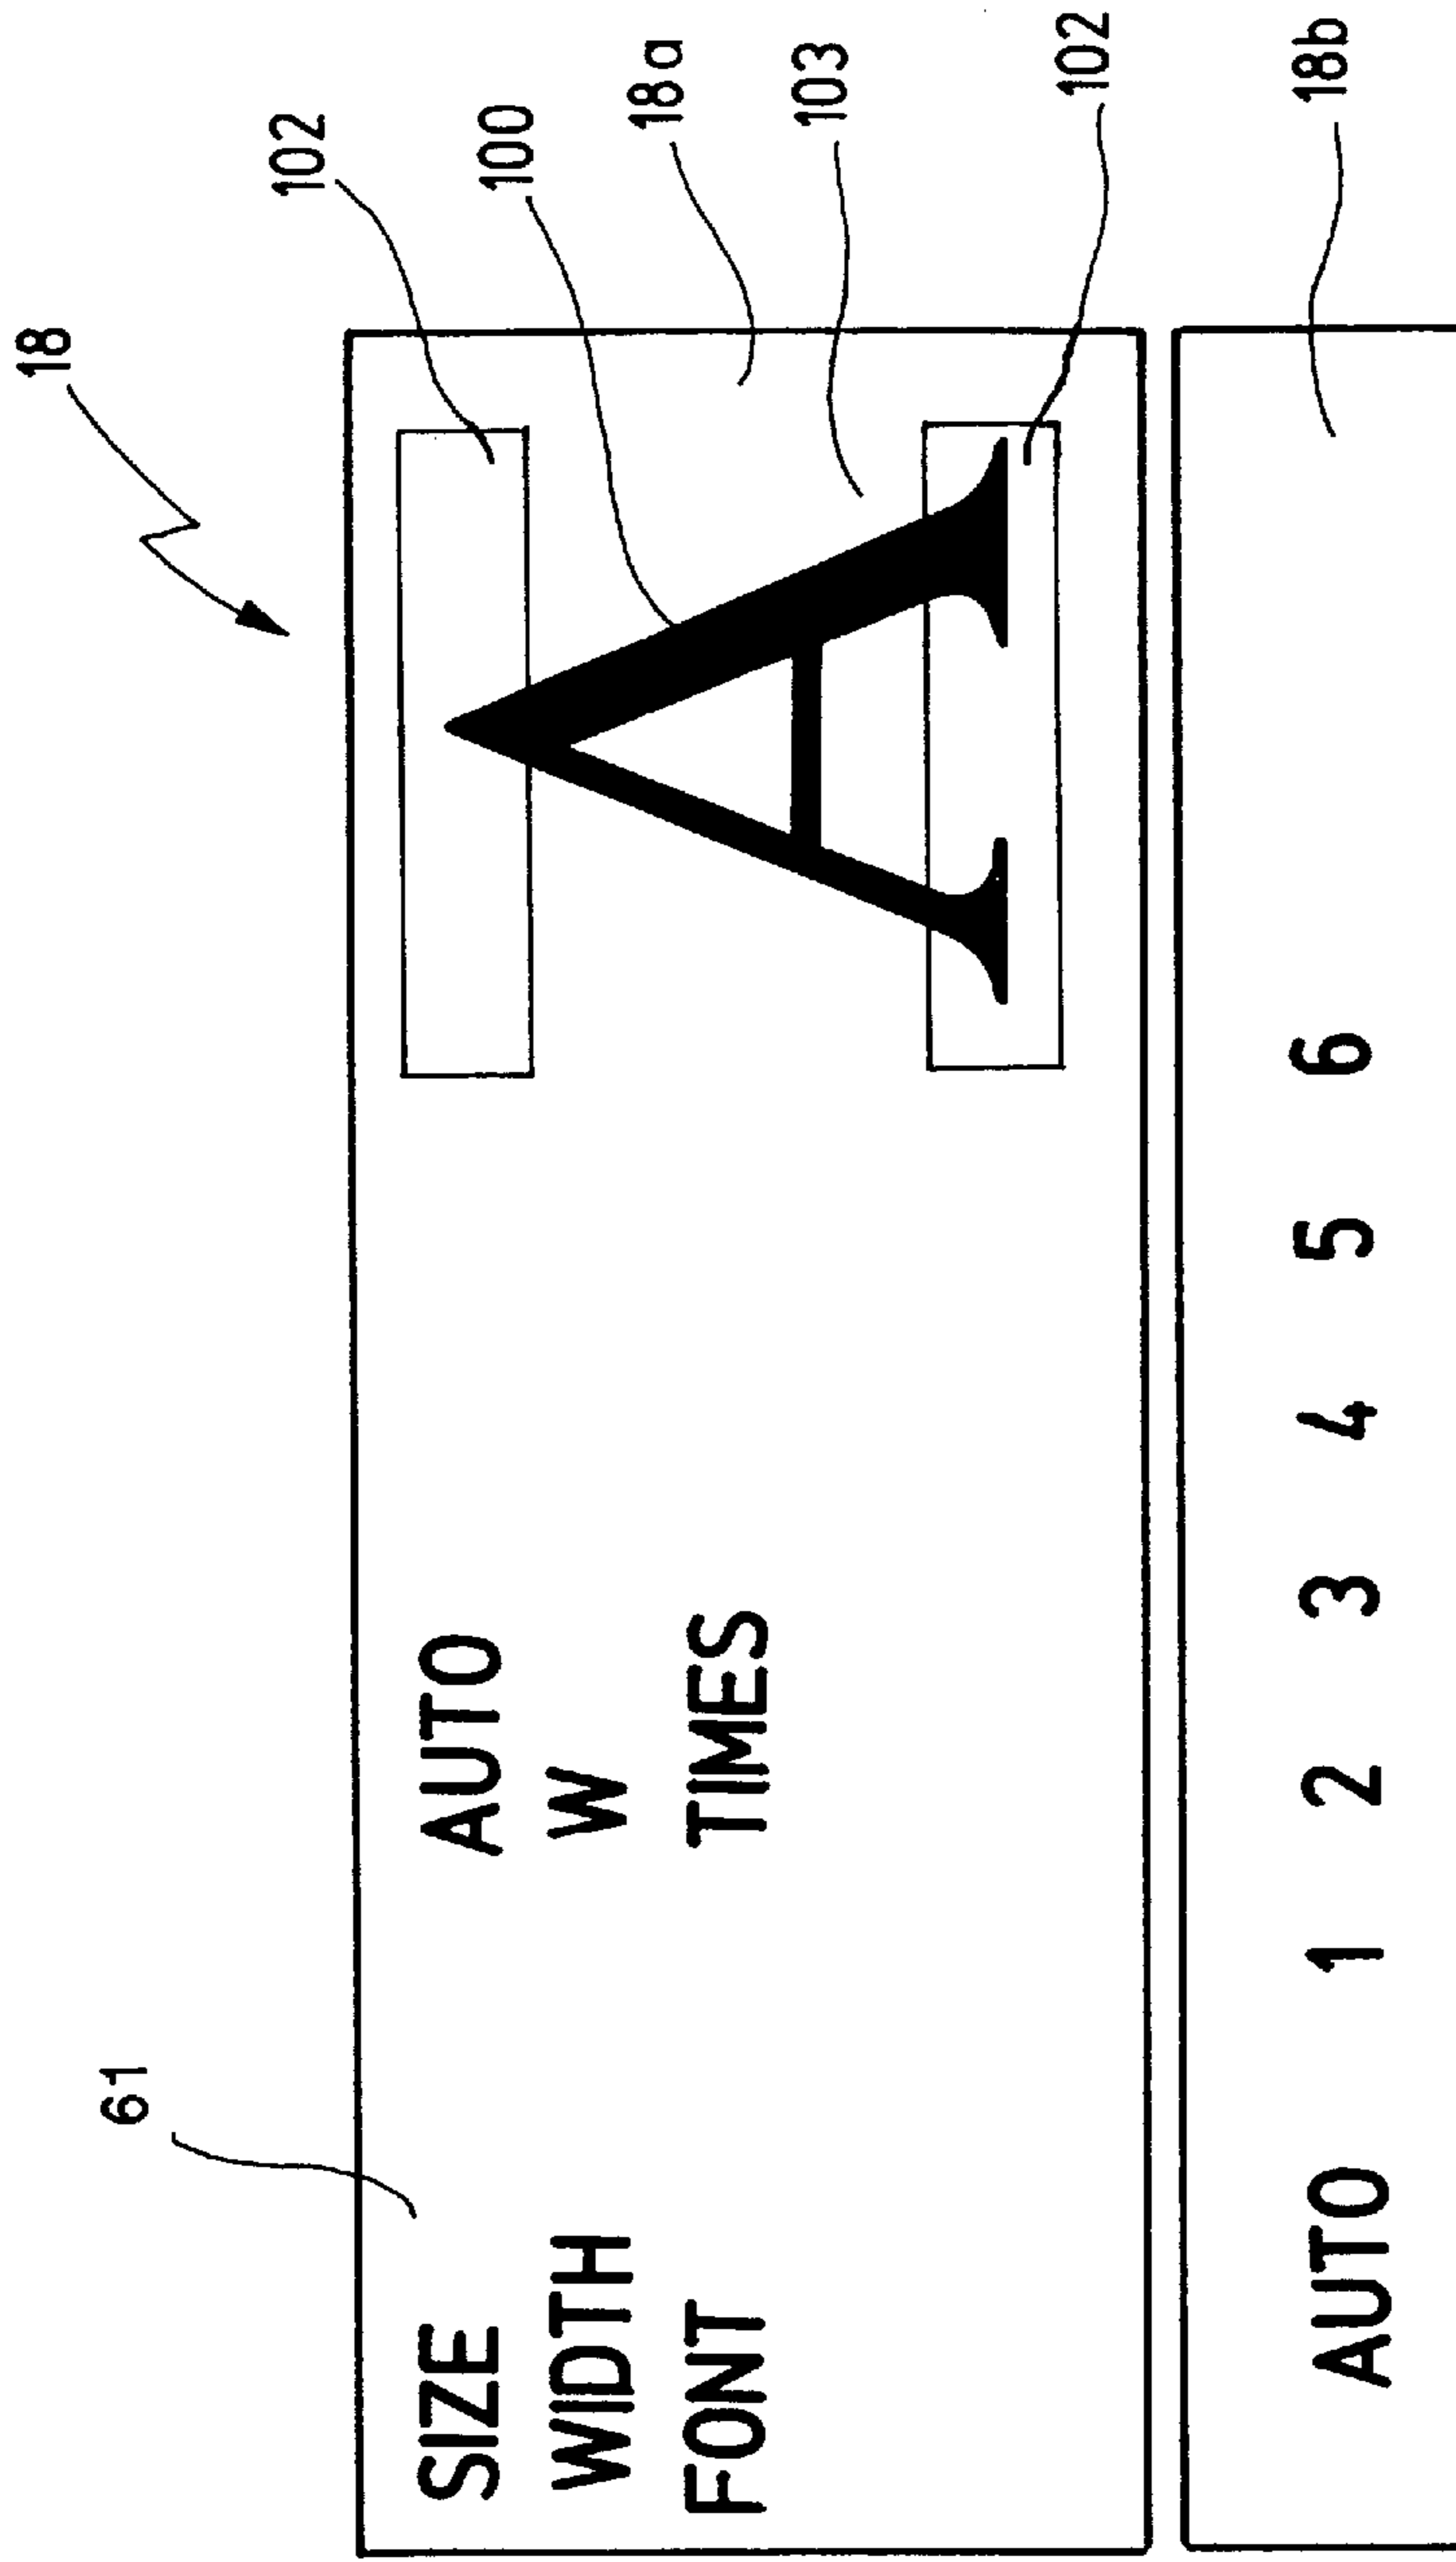 18
61
102
100
18a
103
102
18b
SIZE AUTO
WIDTH W
FONT TIMES
A
AUTO 1 2 3 4 5 6